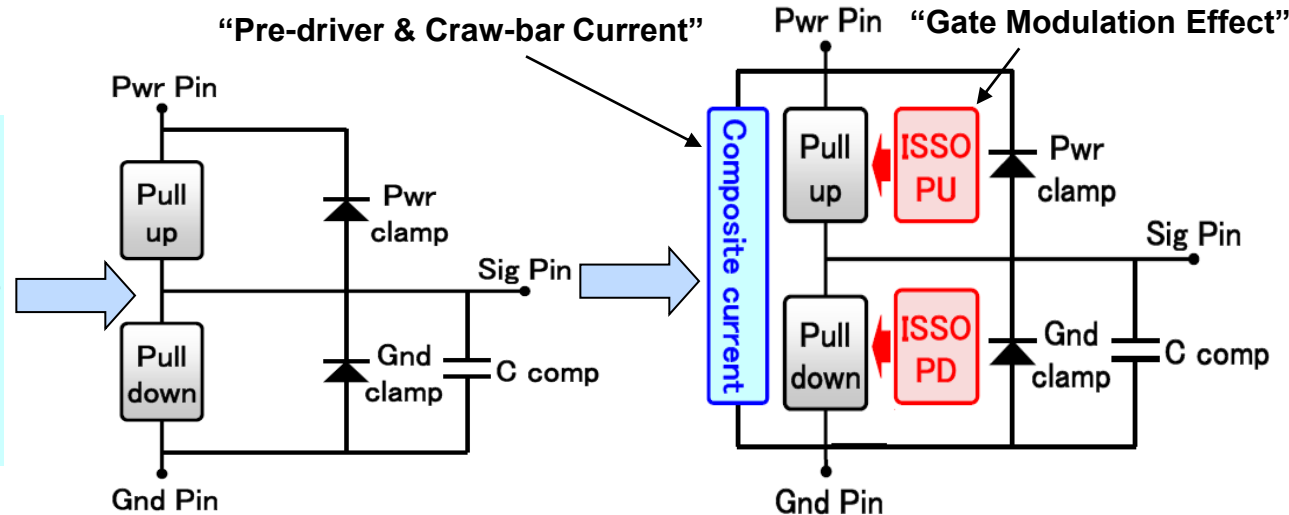 “Pre-driver & Craw-bar Current”
“Gate Modulation Effect”
Pwr Pin
Pull
up
Pwr
clamp
Sig Pin
Pull
down
Gnd
clamp
C comp
Gnd Pin
Pwr Pin
Composite current
Pull
up
ISSO
PU
Pwr
clamp
Sig Pin
Pull
down
ISSO
PD
Gnd
clamp
C comp
Gnd Pin